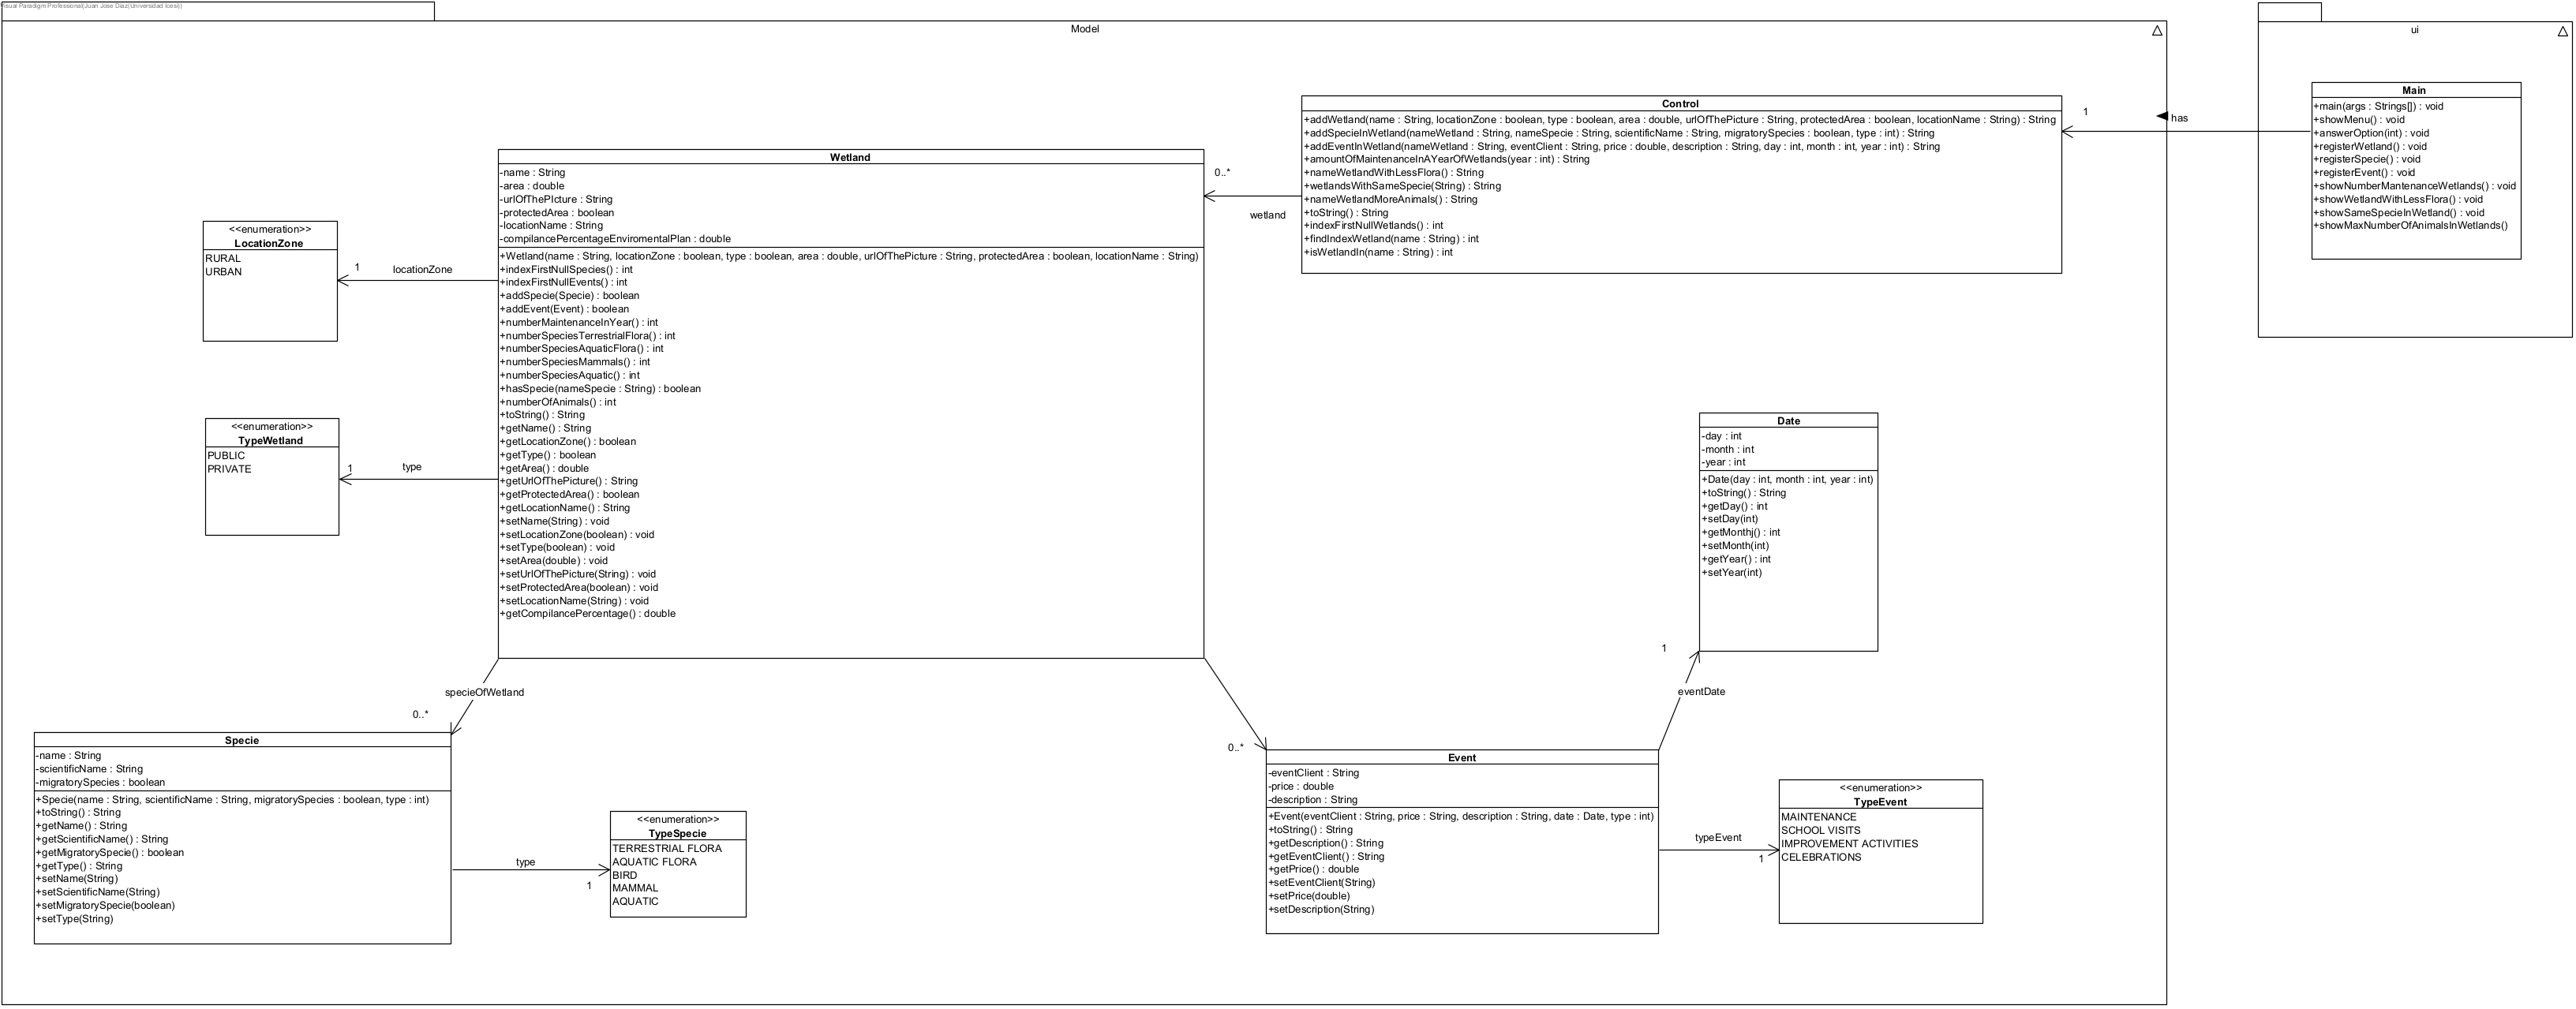 Visual Paradigm Professional(Juan Jose Diaz(Universidad Icesi))
Model
ui
Main
+main(args : Strings[]) : void
+showMenu() : void
+answerOption(int) : void
+registerWetland() : void
+registerSpecie() : void
+registerEvent() : void
+showNumberMantenanceWetlands() : void
+showWetlandWithLessFlora() : void
+showSameSpecieInWetland() : void
+showMaxNumberOfAnimalsInWetlands()
has
1
Control
+addWetland(name : String, locationZone : boolean, type : boolean, area : double, urlOfThePicture : String, protectedArea : boolean, locationName : String) : String
+addSpecieInWetland(nameWetland : String, nameSpecie : String, scientificName : String, migratorySpecies : boolean, type : int) : String
+addEventInWetland(nameWetland : String, eventClient : String, price : double, description : String, day : int, month : int, year : int) : String
+amountOfMaintenanceInAYearOfWetlands(year : int) : String
+nameWetlandWithLessFlora() : String
+wetlandsWithSameSpecie(String) : String
+nameWetlandMoreAnimals() : String
+toString() : String
+indexFirstNullWetlands() : int
+findIndexWetland(name : String) : int
+isWetlandIn(name : String) : int
0..*
wetland
Wetland
-name : String
-area : double
-urlOfThePIcture : String
-protectedArea : boolean
-locationName : String
-compilancePercentageEnviromentalPlan : double
+Wetland(name : String, locationZone : boolean, type : boolean, area : double, urlOfThePicture : String, protectedArea : boolean, locationName : String)
+indexFirstNullSpecies() : int
+indexFirstNullEvents() : int
+addSpecie(Specie) : boolean
+addEvent(Event) : boolean
+numberMaintenanceInYear() : int
+numberSpeciesTerrestrialFlora() : int
+numberSpeciesAquaticFlora() : int
+numberSpeciesMammals() : int
+numberSpeciesAquatic() : int
+hasSpecie(nameSpecie : String) : boolean
+numberOfAnimals() : int
+toString() : String
+getName() : String
+getLocationZone() : boolean
+getType() : boolean
+getArea() : double
+getUrlOfThePicture() : String
+getProtectedArea() : boolean
+getLocationName() : String
+setName(String) : void
+setLocationZone(boolean) : void
+setType(boolean) : void
+setArea(double) : void
+setUrlOfThePicture(String) : void
+setProtectedArea(boolean) : void
+setLocationName(String) : void
+getCompilancePercentage() : double
<<enumeration>>
LocationZone
RURAL
URBAN
1
locationZone
<<enumeration>>
TypeWetland
PUBLIC
PRIVATE
1
type
Date
-day : int
-month : int
-year : int
+Date(day : int, month : int, year : int)
+toString() : String
+getDay() : int
+setDay(int)
+getMonthj() : int
+setMonth(int)
+getYear() : int
+setYear(int)
1
eventDate
specieOfWetland
0..*
Specie
-name : String
-scientificName : String
-migratorySpecies : boolean
+Specie(name : String, scientificName : String, migratorySpecies : boolean, type : int)
+toString() : String
+getName() : String
+getScientificName() : String
+getMigratorySpecie() : boolean
+getType() : String
+setName(String)
+setScientificName(String)
+setMigratorySpecie(boolean)
+setType(String)
type
1
<<enumeration>>
TypeSpecie
TERRESTRIAL FLORA
AQUATIC FLORA
BIRD
MAMMAL
AQUATIC
0..*
Event
-eventClient : String
-price : double
-description : String
+Event(eventClient : String, price : String, description : String, date : Date, type : int)
+toString() : String
+getDescription() : String
+getEventClient() : String
+getPrice() : double
+setEventClient(String)
+setPrice(double)
+setDescription(String)
typeEvent
1
<<enumeration>>
TypeEvent
MAINTENANCE
SCHOOL VISITS
IMPROVEMENT ACTIVITIES
CELEBRATIONS